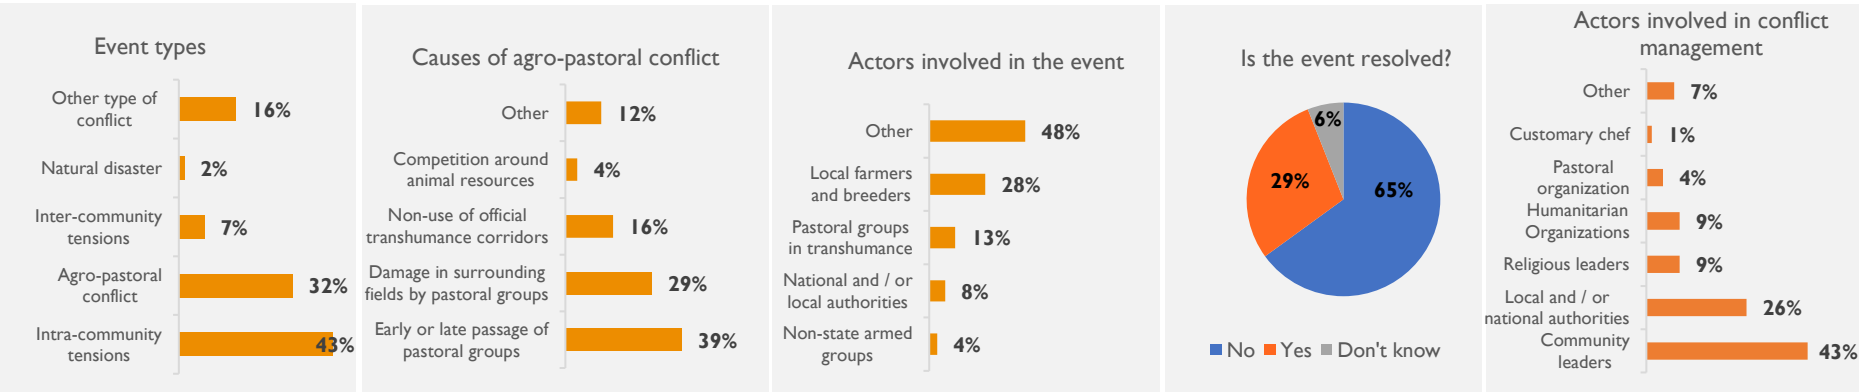 Event types
Other type of
conflict
16%
Natural disaster
2%
Inter-community
tensions
7%
Agro-pastoral
conflict
32%
Intra-community
tensions
43%
Causes of agro-pastoral conflict
Other
12%
Competition around
animal resources
4%
Non-use of official
transhumance corridors
16%
Damage in surrounding
fields by pastoral groups
29%
Early or late passage of
pastoral groups
39%
Actors involved in the event
Other
48%
Local farmers
and breeders
28%
Pastoral groups
in transhumance
13%
National and / or
local authorities
8%
Non-state armed
groups
4%
Is the event resolved?
6%
29%
65%
No Yes Don't know
Actors involved in conflict
management
Other
7%
Customary chef
1%
Pastoral
organization
4%
Humanitarian
Organizations
9%
Religious leaders
9%
Local and / or
national authorities
26%
Community
leaders
43%